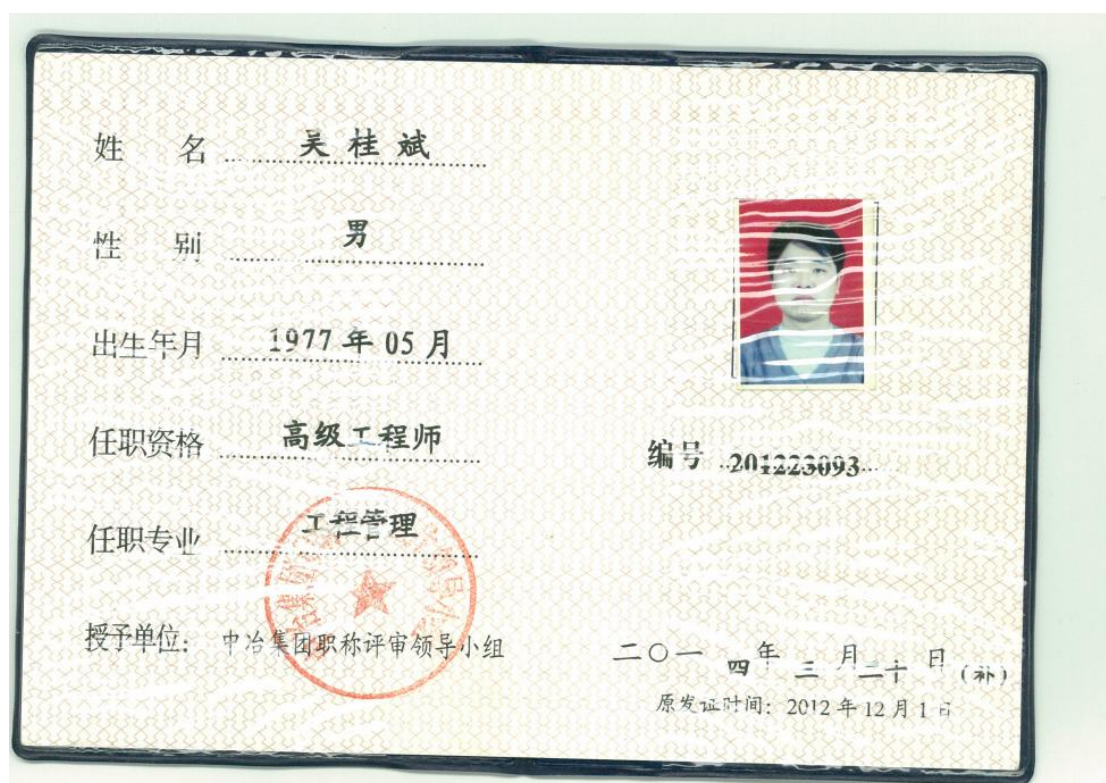 姓 名 吴桂斌
性 别 男
出生年月 1977年05月
任职资格 高级工程师
编号 201223093
任职专业 工程管理
授予单位： 中冶集团职称评审领导小组
二〇一四年三月二十日(补)
原发证时间：2012年12月1日